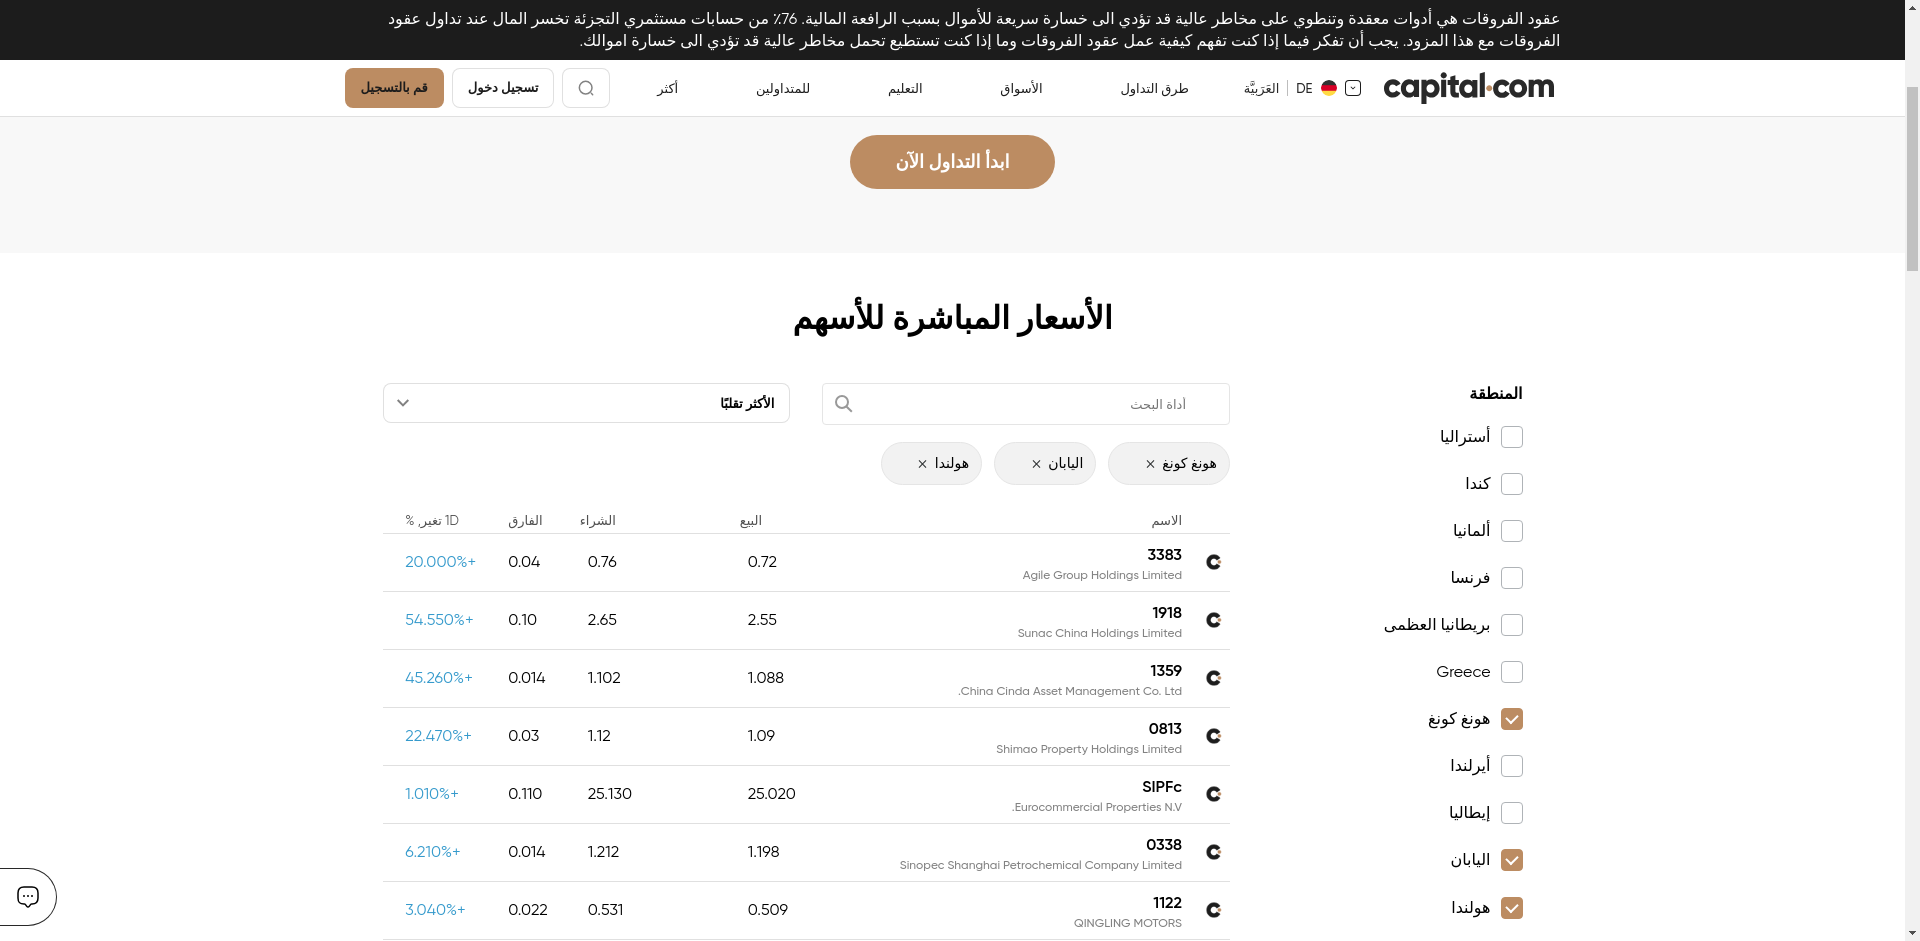 عقود الفروقات هي أدوات معقدة وتنطوي على مخاطر عالية قد تؤدي الى خسارة سريعة للأموال بسبب الرافعة المالية. 76٪ من حسابات مستثمري التجزئة تخسر المال عند تداول عقود
الفروقات مع هذا المزود. يجب أن تفكر فيما إذا كنت تفهم كيفية عمل عقود الفروقات وما إذا كنت تستطيع تحمل مخاطر عالية قد تؤدي الى خسارة اموالك.
capital.com DE العَرَبيَّة طرق التداول الأسواق التعليم للمتداولين أكثر تسجيل دخول قم بالتسجيل
ابدأ التداول الآن
الأسعار المباشرة للأسهم
المنطقة
أستراليا
كندا
ألمانيا
فرنسا
بريطانيا العظمى
Greece
هونغ كونغ
أيرلندا
إيطاليا
اليابان
هولندا
أداة البحث
الأكثر تقلبًا
هونغ كونغ × اليابان × هولندا ×
الاسم البيع الشراء الفارق 1D تغير, %
3383 0.72 0.76 0.04 20.000%+
Agile Group Holdings Limited
1918 2.55 2.65 0.10 54.550%+
Sunac China Holdings Limited
1359 1.088 1.102 0.014 45.260%+
.China Cinda Asset Management Co. Ltd
0813 1.09 1.12 0.03 22.470%+
Shimao Property Holdings Limited
SIPFc 25.020 25.130 0.110 1.010%+
.Eurocommercial Properties N.V
0338 1.198 1.212 0.014 6.210%+
Sinopec Shanghai Petrochemical Company Limited
1122 0.509 0.531 0.022 3.040%+
QINGLING MOTORS